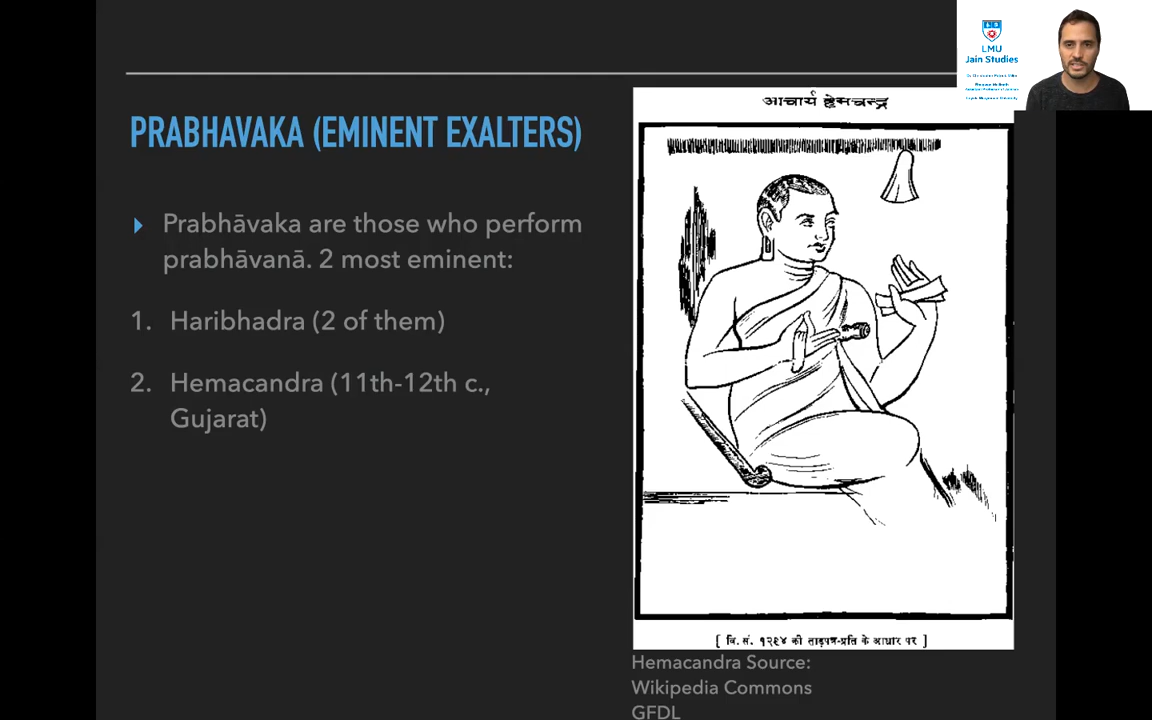 LMU
Jain Studies
PRABHAVAKA (EMINENT EXALTERS)
Prabhāvaka are those who perform
prabhāvanā. 2 most eminent:
1. Haribhadra (2 of them)
2. Hemacandra (11th-12th c.,
Gujarat)
आचार्य हेमचन्द्र
[ वि. सं. १२९४ की ताड़पत्र-प्रति के आधार पर ]
Hemacandra Source:
Wikipedia Commons
GFDL